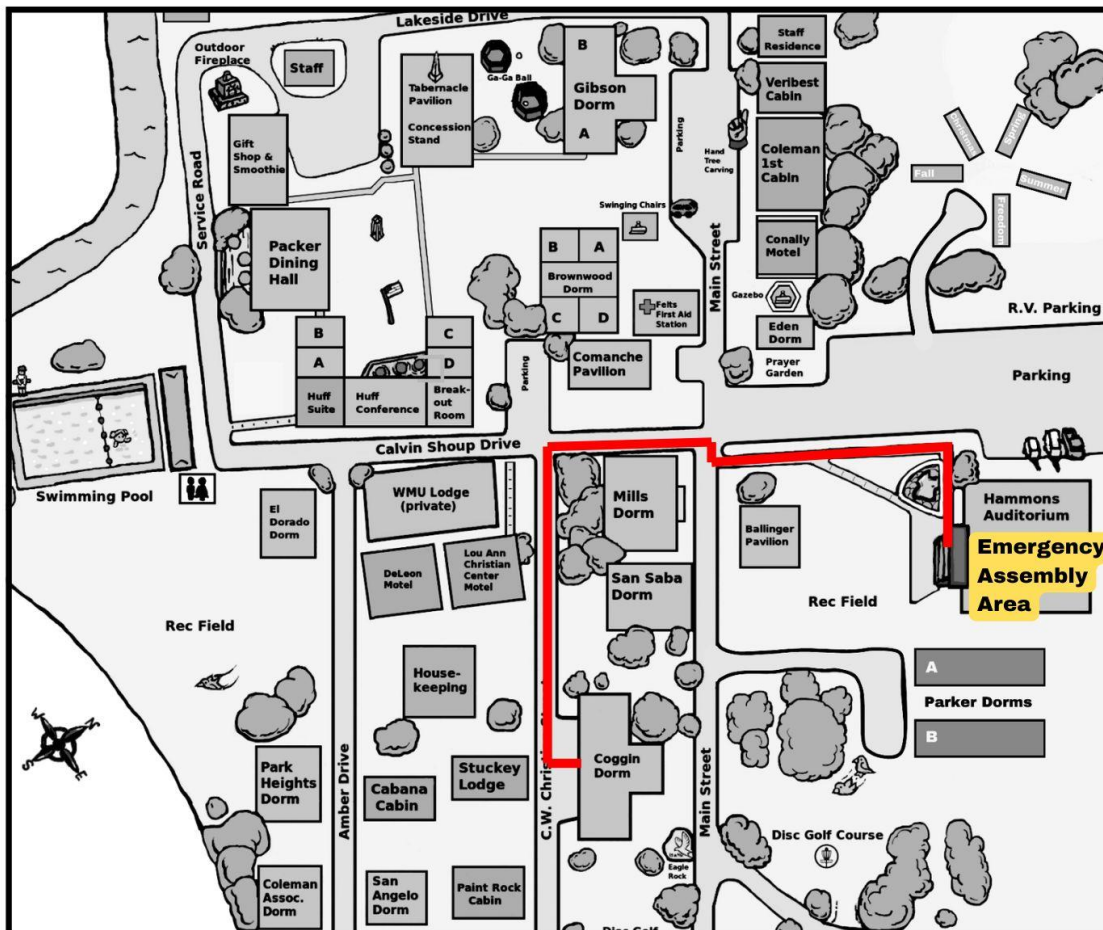 Lakeside Drive
Outdoor
Fireplace
Staff
Tabernacle
Pavilion
Concession
Stand
Ga-Ga Ball
B
Gibson
Dorm
A
Parking
Staff
Residence
Veribest
Cabin
Hand
Tree
Carving
Coleman
1st
Cabin
Spring
Fall
Summer
Freedom
Gift
Shop &
Smoothie
Service Road
Packer
Dining
Hall
Swinging Chairs
B
A
Brownwood
Dorm
C
D
Felts
First Aid
Station
Main Street
Conally
Motel
Gazebo
Eden
Dorm
Prayer
Garden
R.V. Parking
Parking
B
A
C
D
Huff
Suite
Huff
Conference
Break-
out
Room
Parking
Comanche
Pavilion
Calvin Shoup Drive
Swimming Pool
El
Dorado
Dorm
WMU Lodge
(private)
DeLeon
Motel
Lou Ann
Christian
Center
Motel
Mills
Dorm
San Saba
Dorm
Ballinger
Pavilion
Hammons
Auditorium
Emergency
Assembly
Area
Rec Field
Rec Field
A
Parker Dorms
B
House-
keeping
N
S
E
W
Park
Heights
Dorm
Amber Drive
Cabana
Cabin
Stuckey
Lodge
C.W. Christi
Coggin
Dorm
Main Street
Disc Golf Course
Eagle
Rock
Coleman
Assoc.
Dorm
San
Angelo
Dorm
Paint Rock
Cabin
Disc Golf